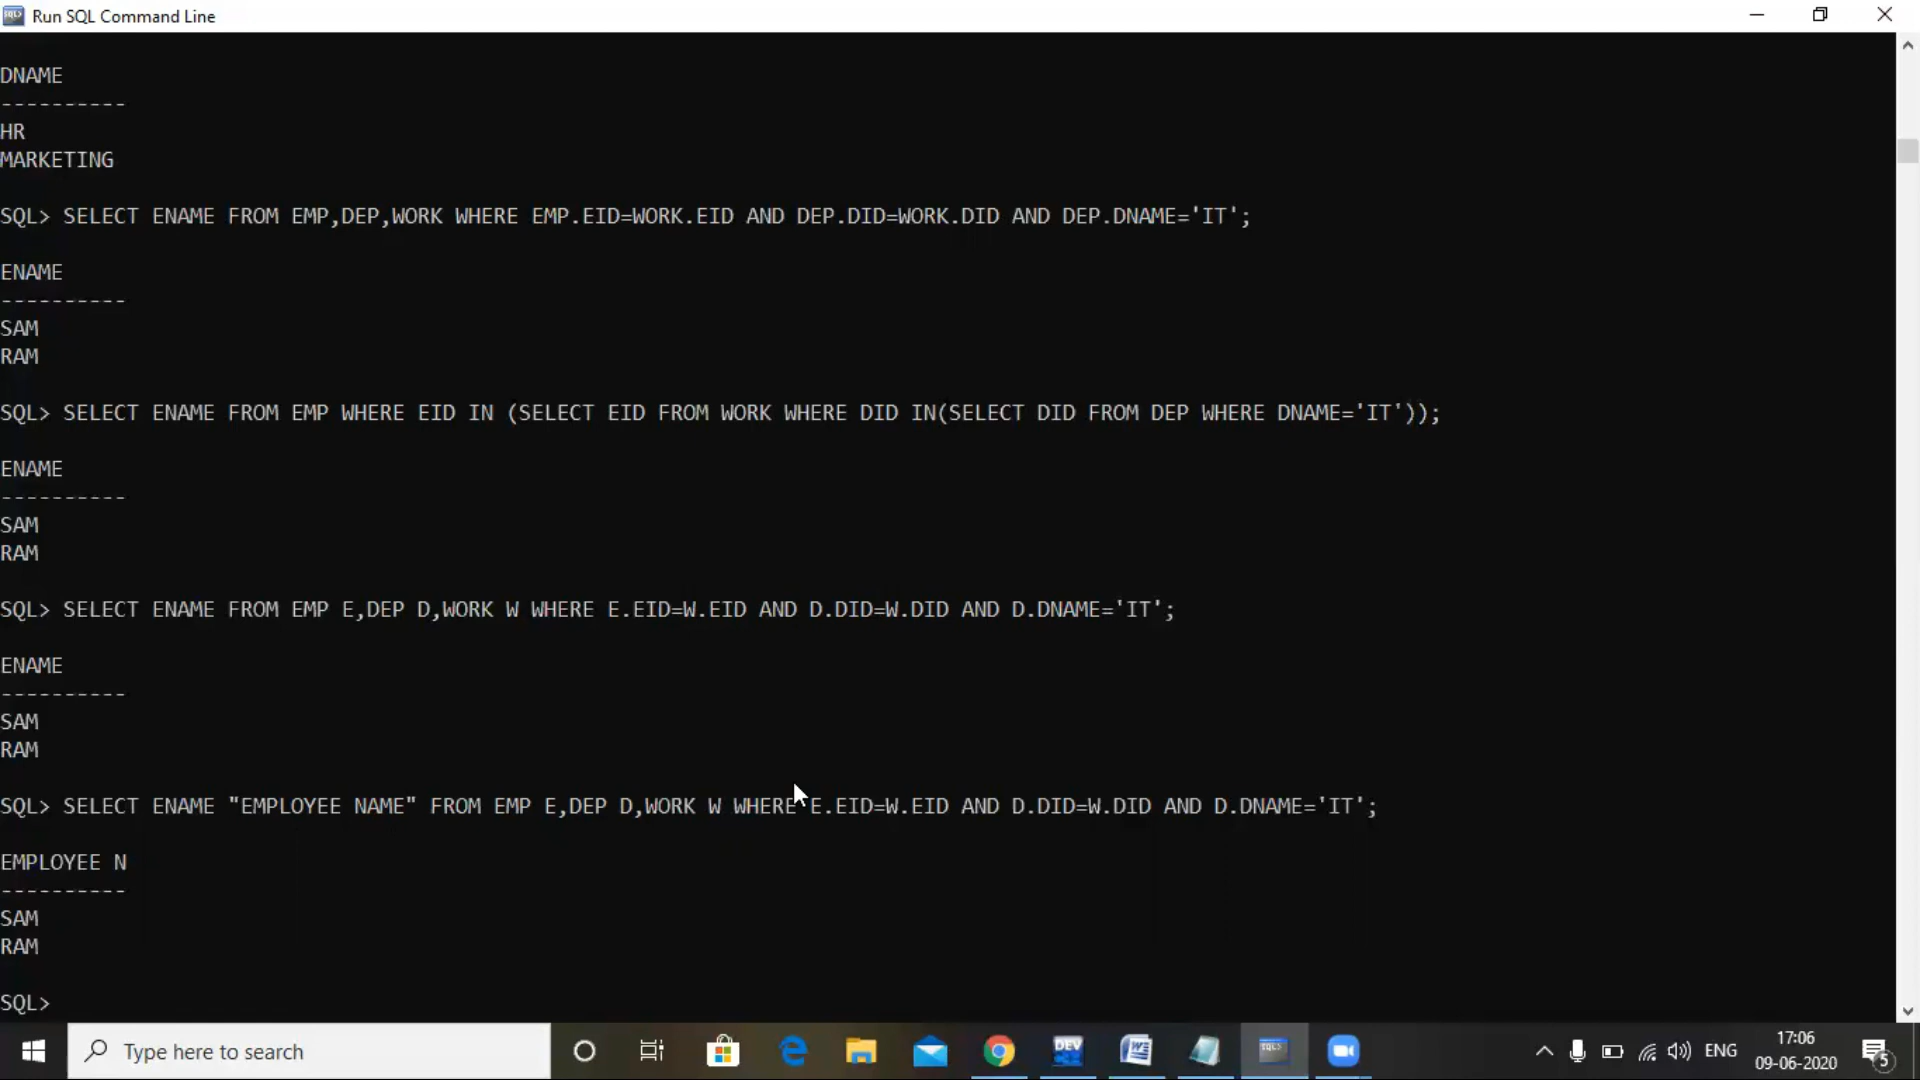 Run SQL Command Line
DNAME
----------
HR
MARKETING
SQL> SELECT ENAME FROM EMP,DEP,WORK WHERE EMP.EID=WORK.EID AND DEP.DID=WORK.DID AND DEP.DNAME='IT';
ENAME
----------
SAM
RAM
SQL> SELECT ENAME FROM EMP WHERE EID IN (SELECT EID FROM WORK WHERE DID IN(SELECT DID FROM DEP WHERE DNAME='IT'));
ENAME
----------
SAM
RAM
SQL> SELECT ENAME FROM EMP E,DEP D,WORK W WHERE E.EID=W.EID AND D.DID=W.DID AND D.DNAME='IT';
ENAME
----------
SAM
RAM
SQL> SELECT ENAME "EMPLOYEE NAME" FROM EMP E,DEP D,WORK W WHERE E.EID=W.EID AND D.DID=W.DID AND D.DNAME='IT';
EMPLOYEE N
----------
SAM
RAM
SQL>
Type here to search
DEV
SQL>
ENG
17:06
09-06-2020
5